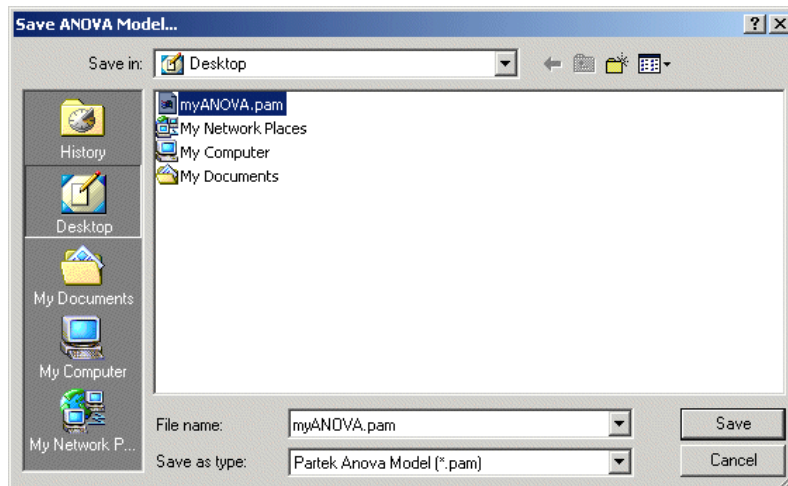 Save ANOVA Model...
Save in: Desktop
History
Desktop
My Documents
My Computer
My Network P...
myANOVA.pam
My Network Places
My Computer
My Documents
File name: myANOVA.pam Save
Save as type: Partek Anova Model (*.pam) Cancel